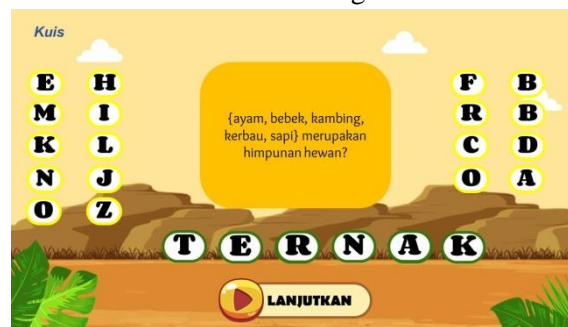 Kuis
E H
M I
K L
N J
O Z
{ayam, bebek, kambing,
kerbau, sapi} merupakan
himpunan hewan?
F B
R B
C D
O A
T E R N A K
LANJUTKAN